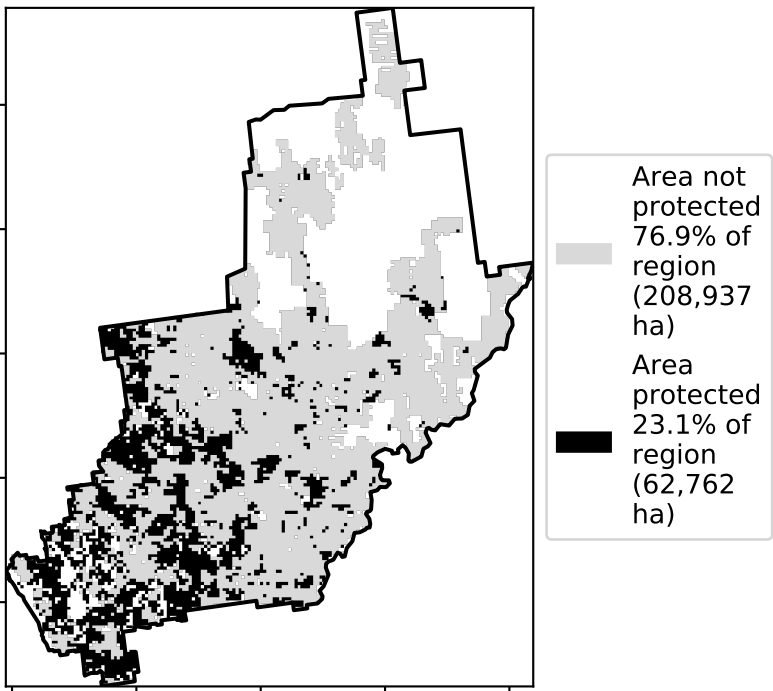 Area not
protected
76.9% of
region
(208,937
ha)
Area
protected
23.1% of
region
(62,762
ha)